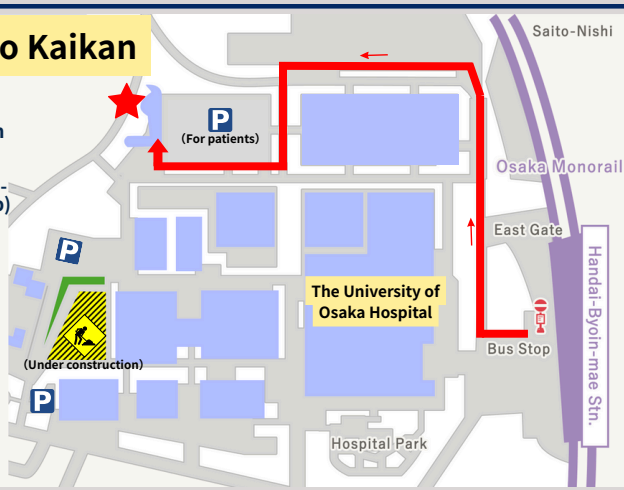 o Kaikan
Saito-Nishi
P
(For patients)
n
-
o)
Osaka Monorail
East Gate
P
The University of
Osaka Hospital
Handai-Byoin-mae Stn.
Bus Stop
(Under construction)
P
Hospital Park